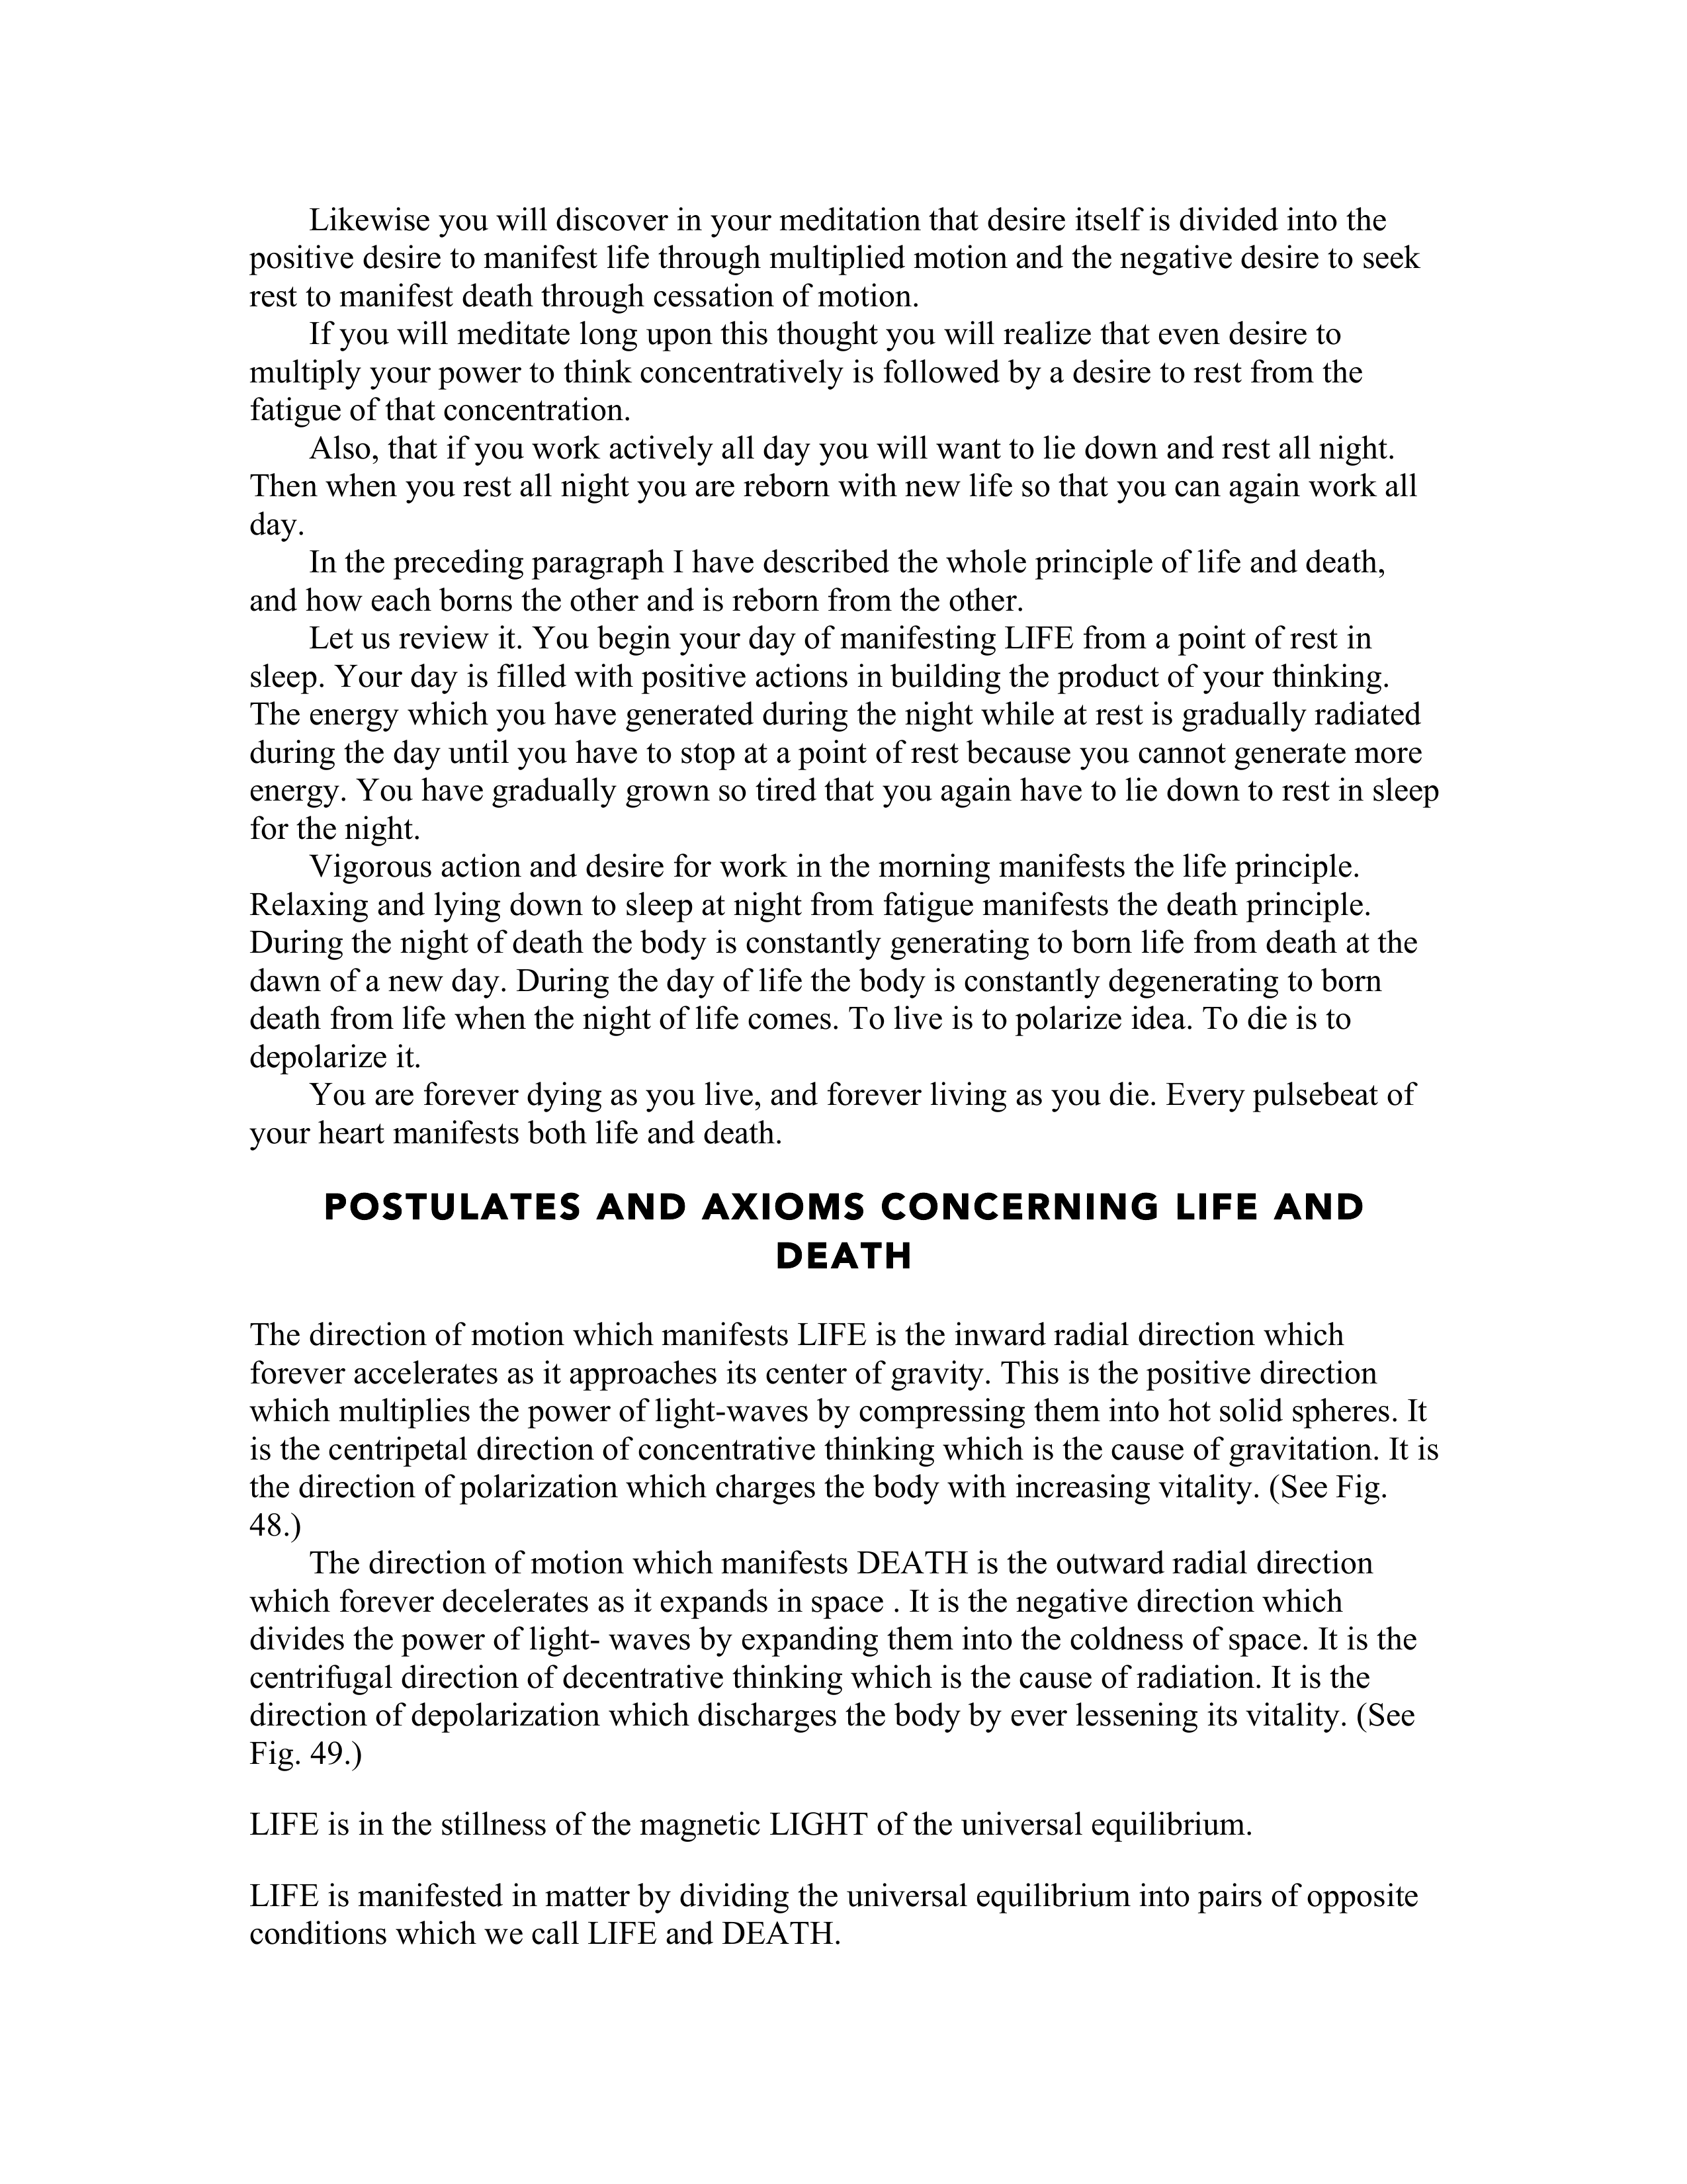 Likewise you will discover in your meditation that desire itself is divided into the
positive desire to manifest life through multiplied motion and the negative desire to seek
rest to manifest death through cessation of motion.
If you will meditate long upon this thought you will realize that even desire to
multiply your power to think concentratively is followed by a desire to rest from the
fatigue of that concentration.
Also, that if you work actively all day you will want to lie down and rest all night.
Then when you rest all night you are reborn with new life so that you can again work all
day.
In the preceding paragraph I have described the whole principle of life and death,
and how each borns the other and is reborn from the other.
Let us review it. You begin your day of manifesting LIFE from a point of rest in
sleep. Your day is filled with positive actions in building the product of your thinking.
The energy which you have generated during the night while at rest is gradually radiated
during the day until you have to stop at a point of rest because you cannot generate more
energy. You have gradually grown so tired that you again have to lie down to rest in sleep
for the night.
Vigorous action and desire for work in the morning manifests the life principle.
Relaxing and lying down to sleep at night from fatigue manifests the death principle.
During the night of death the body is constantly generating to born life from death at the
dawn of a new day. During the day of life the body is constantly degenerating to born
death from life when the night of life comes. To live is to polarize idea. To die is to
depolarize it.
You are forever dying as you live, and forever living as you die. Every pulsebeat of
your heart manifests both life and death.
POSTULATES AND AXIOMS CONCERNING LIFE AND
DEATH
The direction of motion which manifests LIFE is the inward radial direction which
forever accelerates as it approaches its center of gravity. This is the positive direction
which multiplies the power of light-waves by compressing them into hot solid spheres. It
is the centripetal direction of concentrative thinking which is the cause of gravitation. It is
the direction of polarization which charges the body with increasing vitality. (See Fig.
48.)
The direction of motion which manifests DEATH is the outward radial direction
which forever decelerates as it expands in space . It is the negative direction which
divides the power of light- waves by expanding them into the coldness of space. It is the
centrifugal direction of decentrative thinking which is the cause of radiation. It is the
direction of depolarization which discharges the body by ever lessening its vitality. (See
Fig. 49.)
LIFE is in the stillness of the magnetic LIGHT of the universal equilibrium.
LIFE is manifested in matter by dividing the universal equilibrium into pairs of opposite
conditions which we call LIFE and DEATH.